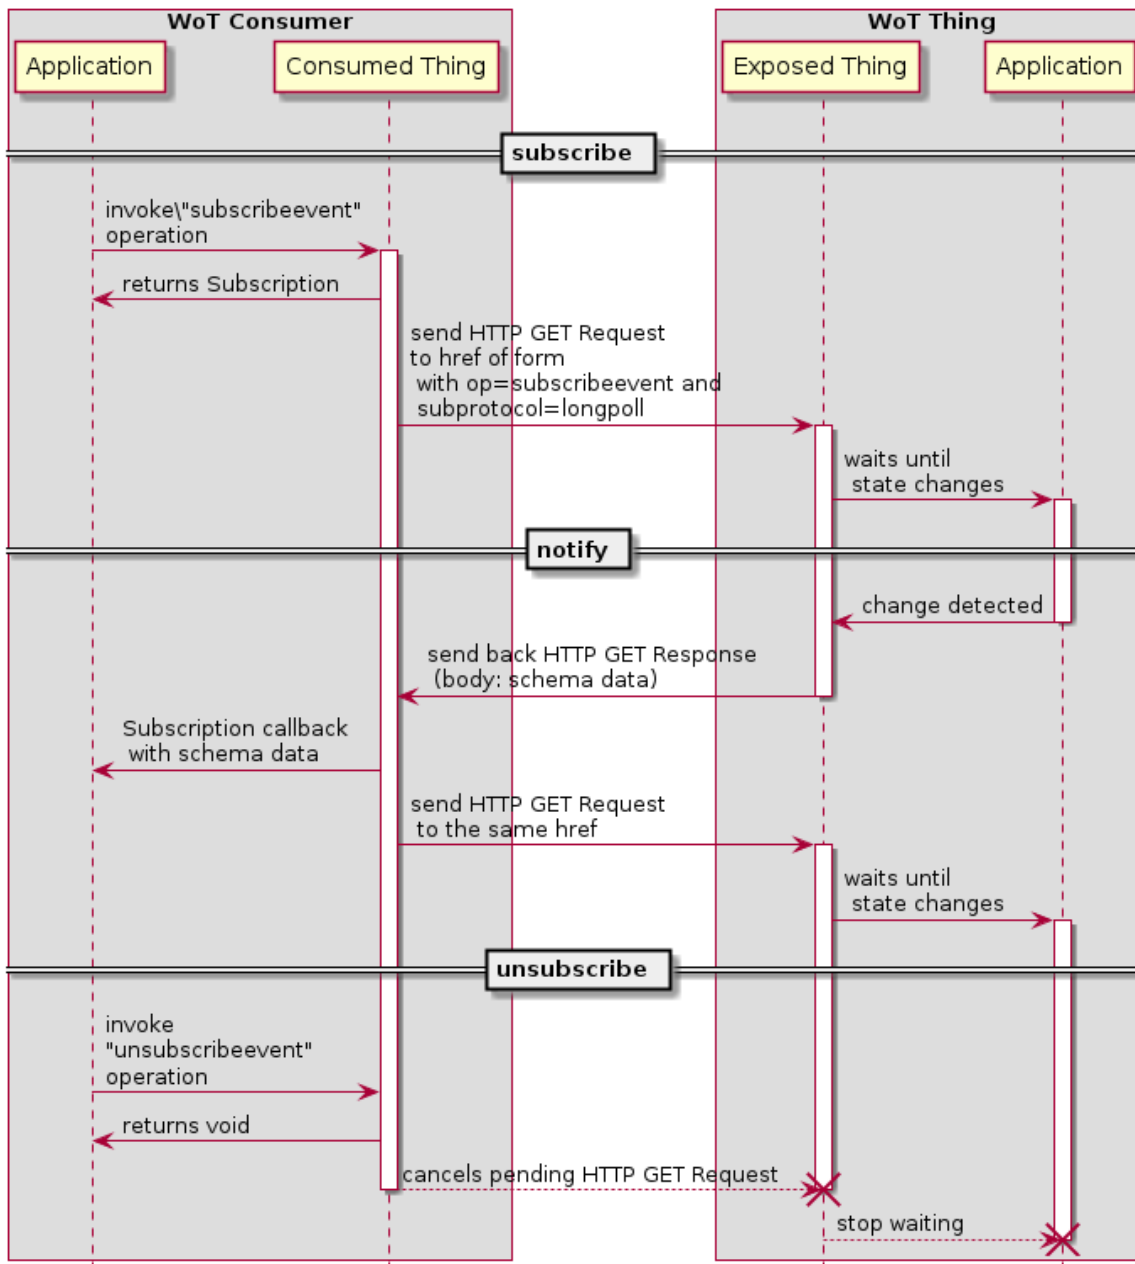 WoT Consumer
WoT Thing
Application
Consumed Thing
Exposed Thing
Application
subscribe
invoke\"subscribeevent"
operation
returns Subscription
send HTTP GET Request
to href of form
with op=subscribeevent and
subprotocol=longpoll
waits until
state changes
notify
change detected
send back HTTP GET Response
(body: schema data)
Subscription callback
with schema data
send HTTP GET Request
to the same href
waits until
state changes
unsubscribe
invoke
"unsubscribeevent"
operation
returns void
cancels pending HTTP GET Request
stop waiting